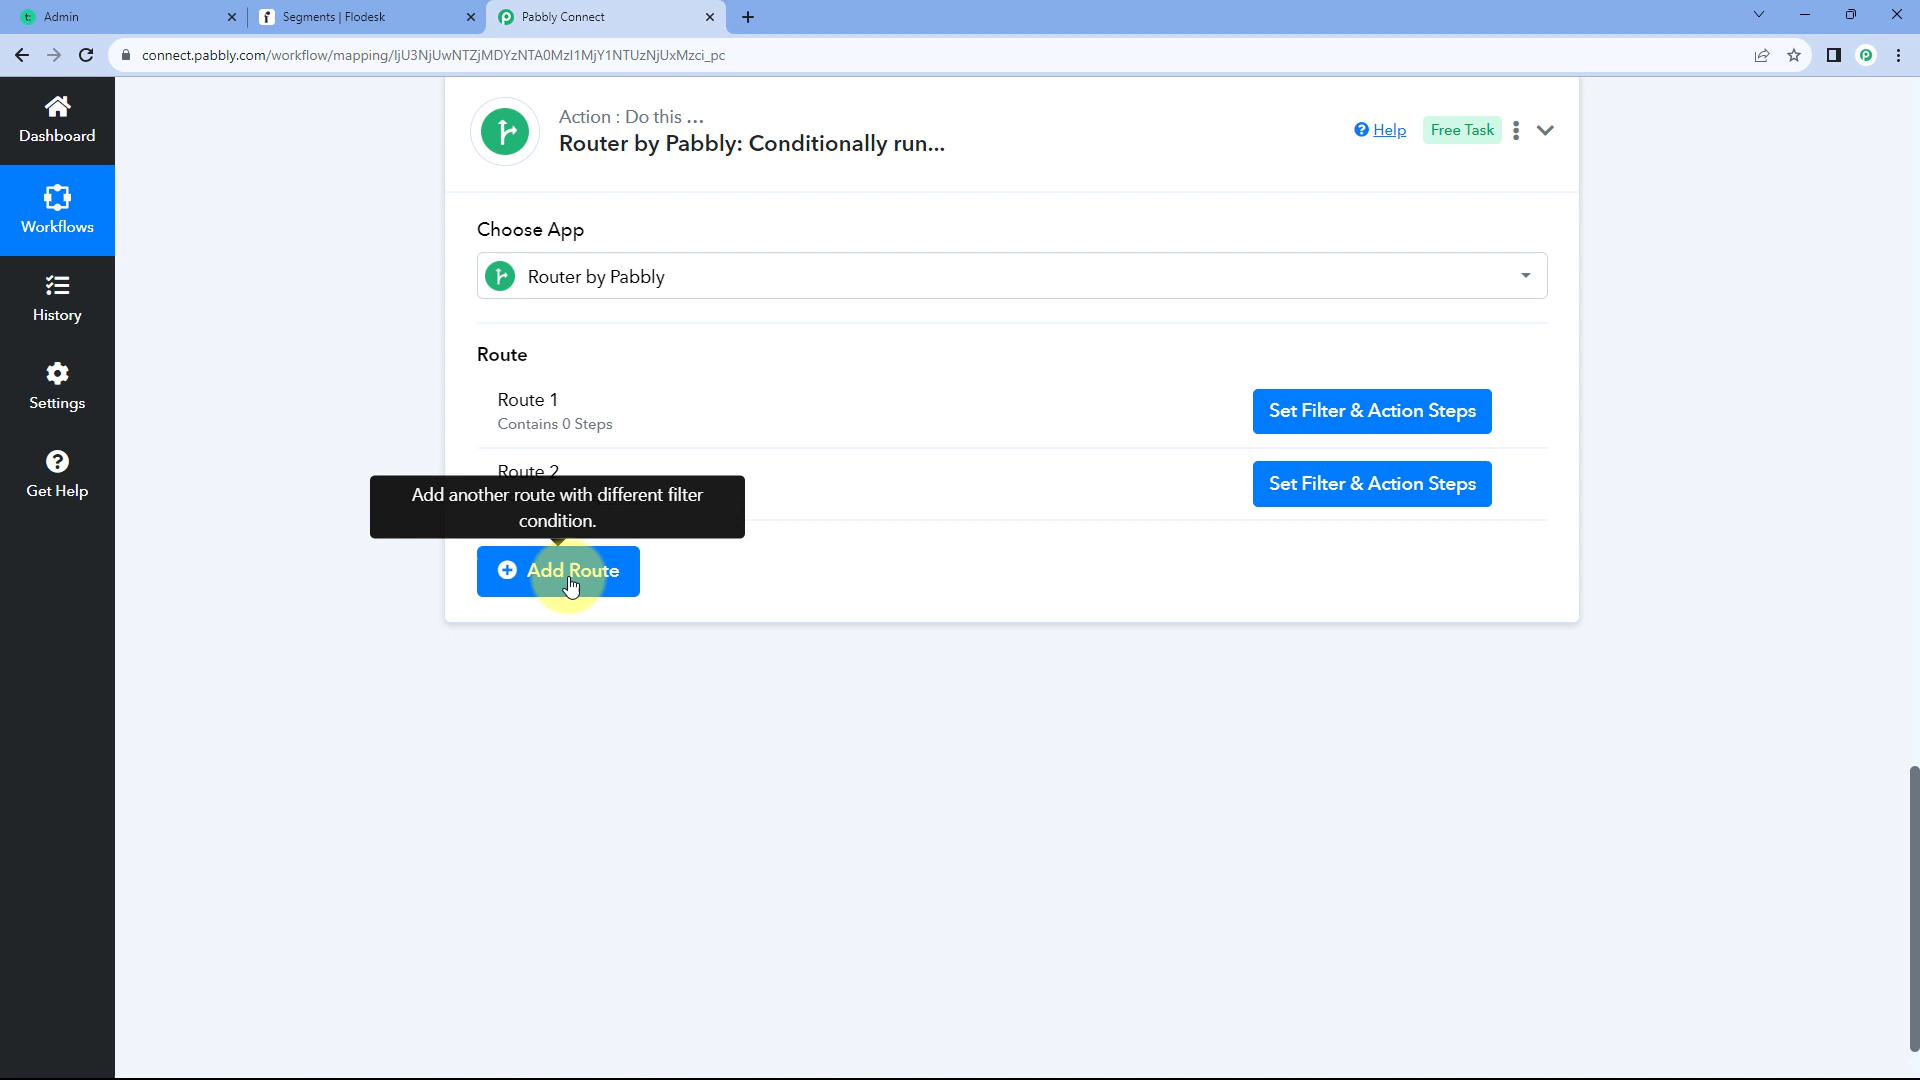 Admin
Segments | Flodesk
Pabbly Connect
connect.pabbly.com/workflow/mapping/IjU3NjUwNTZjMDYzNTA0MzI1MjY1NTUzNjUxMzci_pc
Dashboard
Workflows
History
Settings
Get Help
Action : Do this ...
Router by Pabbly: Conditionally run...
Help
Free Task
Choose App
Router by Pabbly
Route
Route 1
Contains 0 Steps
Set Filter & Action Steps
Route 2
Set Filter & Action Steps
Add another route with different filter
condition.
Add Route